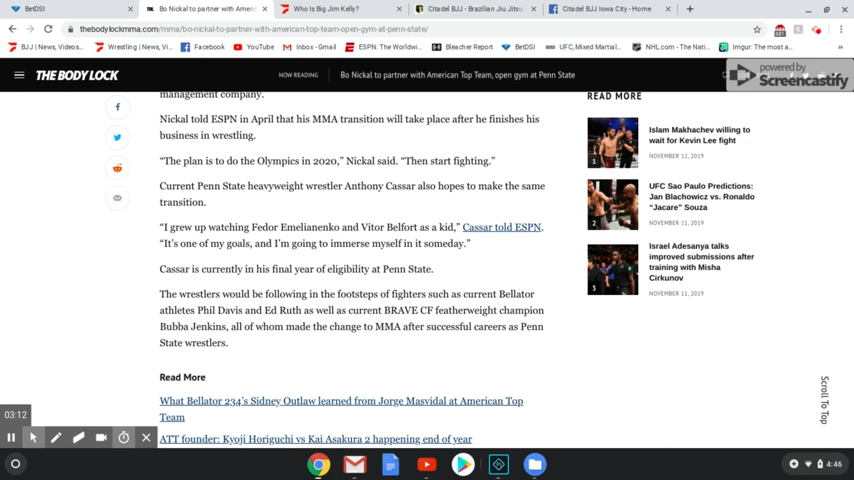 BetDSI
Bo Nickal to partner with Americ
Who Is Big Jim Kelly?
Citadel BJJ - Brazilian Jiu Jitsu
Citadel BJJ Iowa City - Home
thebodylockmma.com/mma/bo-nickal-to-partner-with-american-top-team-open-gym-at-penn-state/
BJJ | News, Videos...
Wrestling | News, Vi...
Facebook
YouTube
Inbox - Gmail
ESPN: The Worldwi...
Bleacher Report
BetDSI
UFC, Mixed Martial...
NHL.com - The Nati...
Imgur: The most a...
THE BODY LOCK
NOW READING
Bo Nickal to partner with American Top Team, open gym at Penn State
powered by
Screencastify
management company.
Nickal told ESPN in April that his MMA transition will take place after he finishes his
business in wrestling.
“The plan is to do the Olympics in 2020,” Nickal said. “Then start fighting.”
Current Penn State heavyweight wrestler Anthony Cassar also hopes to make the same
transition.
“I grew up watching Fedor Emelianenko and Vitor Belfort as a kid,” Cassar told ESPN.
“It’s one of my goals, and I’m going to immerse myself in it someday.”
Cassar is currently in his final year of eligibility at Penn State.
The wrestlers would be following in the footsteps of fighters such as current Bellator
athletes Phil Davis and Ed Ruth as well as current BRAVE CF featherweight champion
Bubba Jenkins, all of whom made the change to MMA after successful careers as Penn
State wrestlers.
Read More
What Bellator 234’s Sidney Outlaw learned from Jorge Masvidal at American Top
Team
ATT founder: Kyoji Horiguchi vs Kai Asakura 2 happening end of year
READ MORE
1
Islam Makhachev willing to
wait for Kevin Lee fight
NOVEMBER 12, 2019
2
UFC Sao Paulo Predictions:
Jan Blachowicz vs. Ronaldo
“Jacare” Souza
NOVEMBER 11, 2019
3
Israel Adesanya talks
improved submissions after
training with Misha
Cirkunov
NOVEMBER 11, 2019
Scroll To Top
03:12
4:46